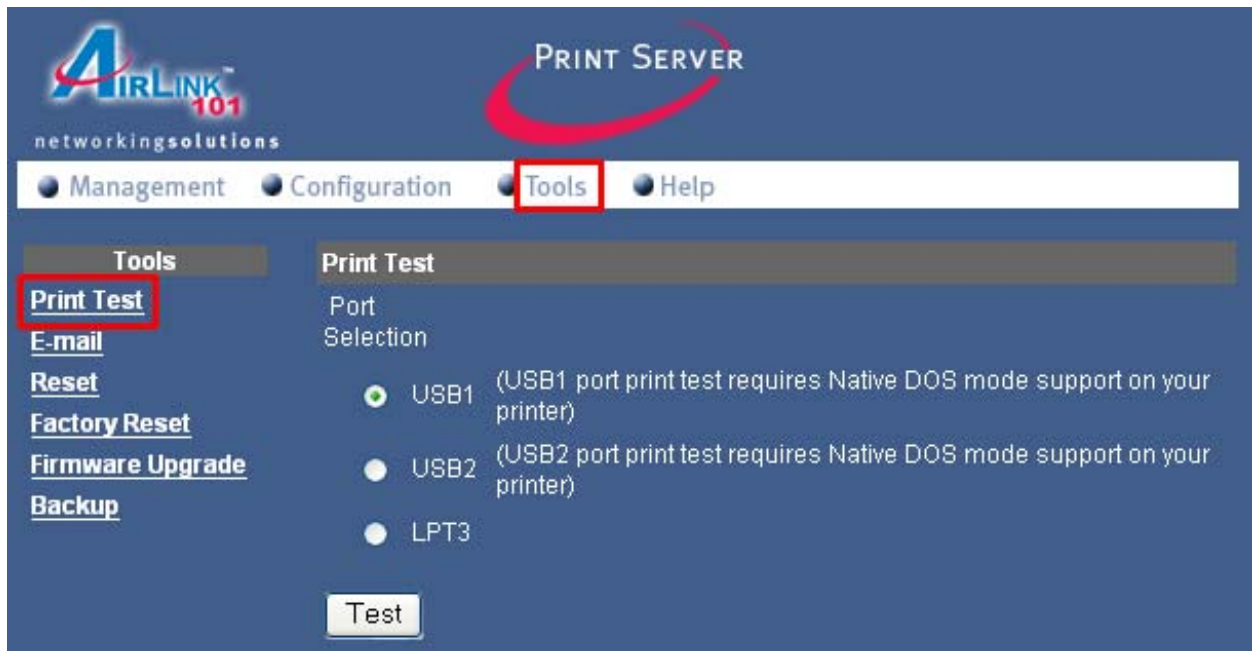 AIRLINK™
101
networkingsolutions
PRINT SERVER
Management Configuration Tools Help
Tools
Print Test
E-mail
Reset
Factory Reset
Firmware Upgrade
Backup
Print Test
Port
Selection
USB1 (USB1 port print test requires Native DOS mode support on your
printer)
USB2 (USB2 port print test requires Native DOS mode support on your
printer)
LPT3
Test